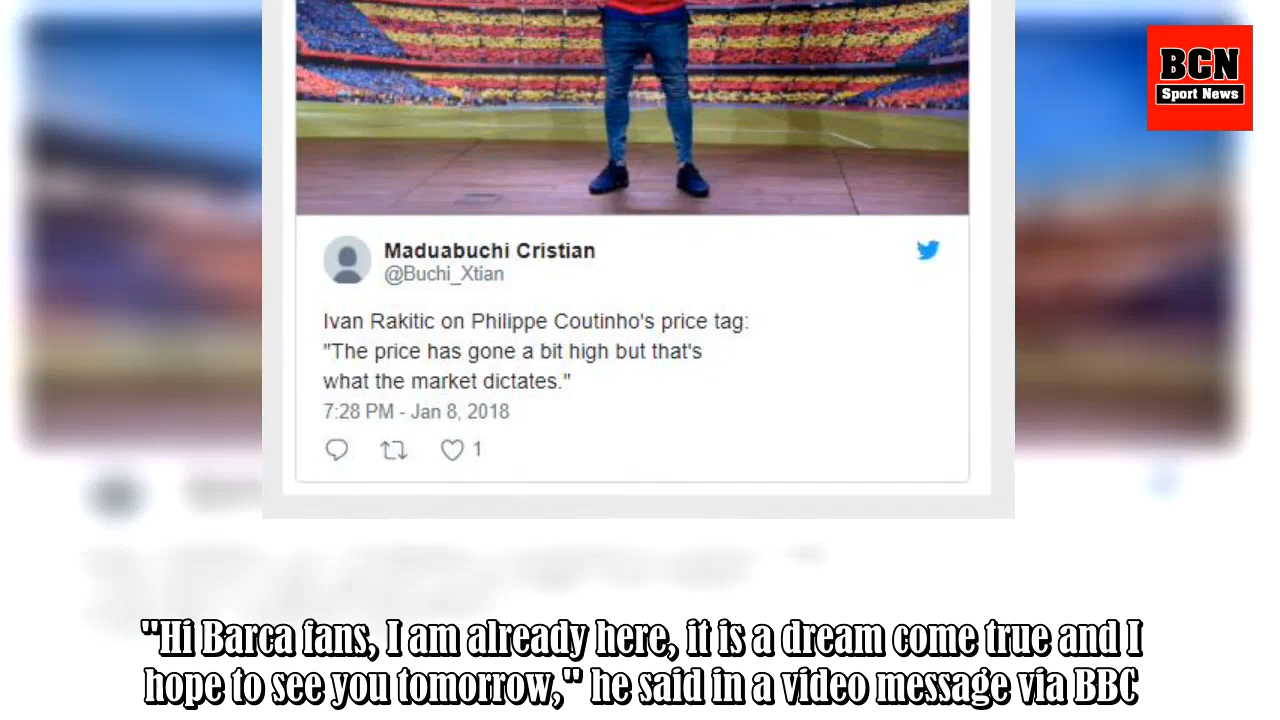 BCN
Sport News
Maduabuchi Cristian
@Buchi_Xtian
Ivan Rakitic on Philippe Coutinho's price tag:
"The price has gone a bit high but that's
what the market dictates."
7:28 PM - Jan 8, 2018
1
"Hi Barca fans, I am already here, it is a dream come true and I
hope to see you tomorrow," he said in a video message via BBC